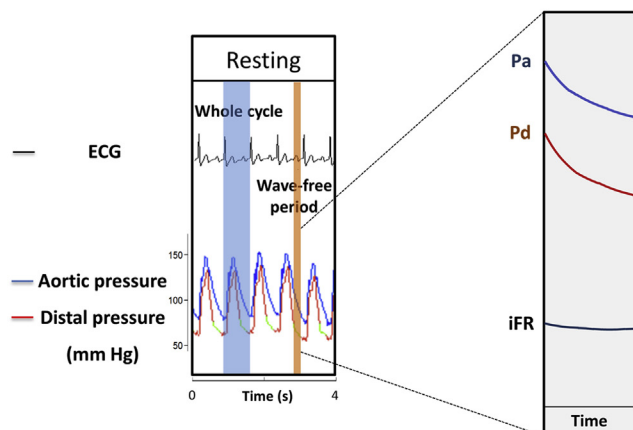 Resting
Whole cycle
ECG
Wave-free
period
150
100
50
Aortic pressure
Distal pressure
(mm Hg)
0
Time (s)
4
Pa
Pd
iFR
Time